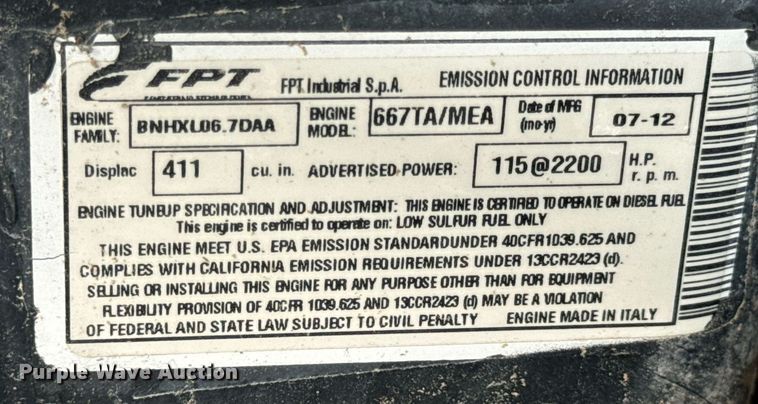 FPT FPT Industrial S.p.A. EMISSION CONTROL INFORMATION
ENGINE FAMILY: BNHXL06.7DAA ENGINE MODEL: 667TA/MEA Date of MFG (mo-yr) 07-12
Displac 411 cu. in. ADVERTISED POWER: 115@2200 H.P. r. p. m.
ENGINE TUNEUP SPECIFICATION AND ADJUSTMENT: THIS ENGINE IS CERTIFIED TO OPERATE ON DIESEL FUEL
This engine is certified to operate on: LOW SULFUR FUEL ONLY
THIS ENGINE MEET U.S. EPA EMISSION STANDARDUNDER 40CFR1039.625 AND
COMPLIES WITH CALIFORNIA EMISSION REQUIREMENTS UNDER 13CCR2423 (d).
SELLING OR INSTALLING THIS ENGINE FOR ANY PURPOSE OTHER THAN FOR EQUIPMENT
FLEXIBILITY PROVISION OF 40CFR 1039.625 AND 13CCR2423 (d) MAY BE A VIOLATION
OF FEDERAL AND STATE LAW SUBJECT TO CIVIL PENALTY ENGINE MADE IN ITALY
Purple Wave Auction